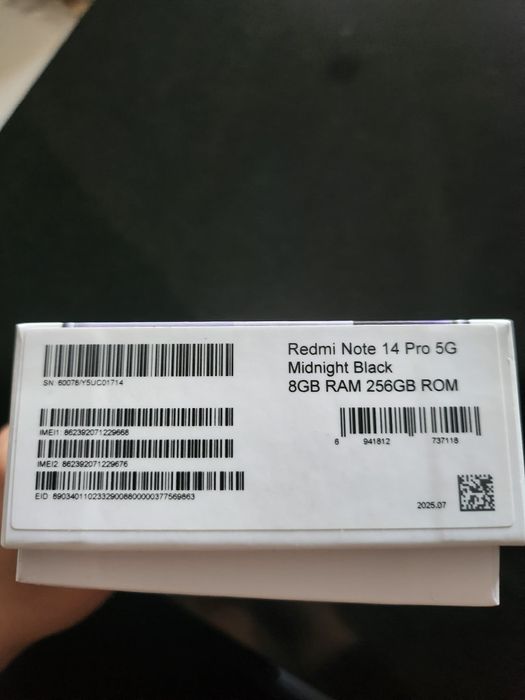 SN: 60078/Y5UC01714
IMEI1: 862392071229668
IMEI2: 862392071229676
EID: 89034011023329008800000377569863
Redmi Note 14 Pro 5G
Midnight Black
8GB RAM 256GB ROM
6 941812 737118
2025.07